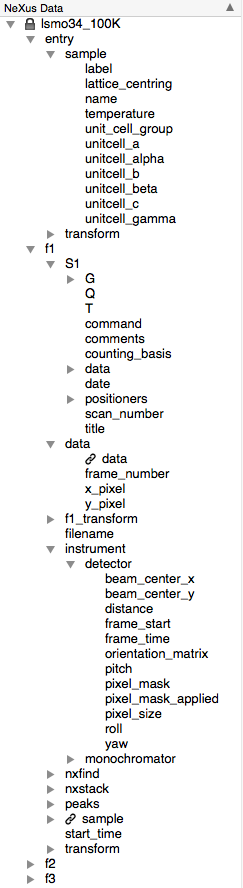 NeXus Data
lsmo34_100K
entry
sample
label
lattice_centring
name
temperature
unit_cell_group
unitcell_a
unitcell_alpha
unitcell_b
unitcell_beta
unitcell_c
unitcell_gamma
transform
f1
S1
G
Q
T
command
comments
counting_basis
data
date
positioners
scan_number
title
data
data
frame_number
x_pixel
y_pixel
f1_transform
filename
instrument
detector
beam_center_x
beam_center_y
distance
frame_start
frame_time
orientation_matrix
pitch
pixel_mask
pixel_mask_applied
pixel_size
roll
yaw
monochromator
nxfind
nxstack
peaks
sample
start_time
transform
f2
f3